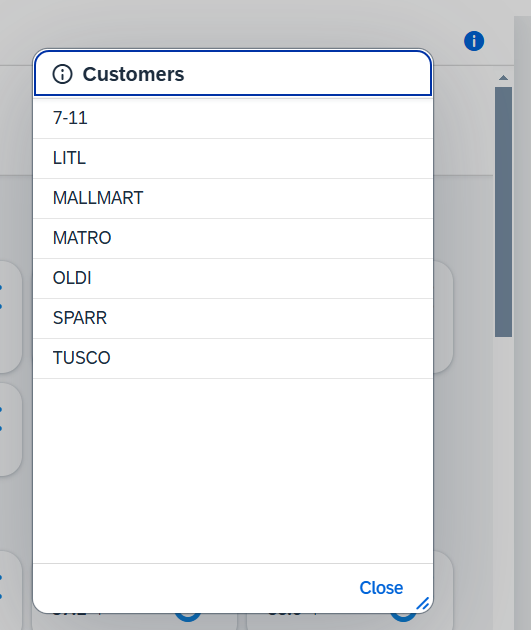 Customers
7-11
LITL
MALLMART
MATRO
OLDI
SPARR
TUSCO
Close